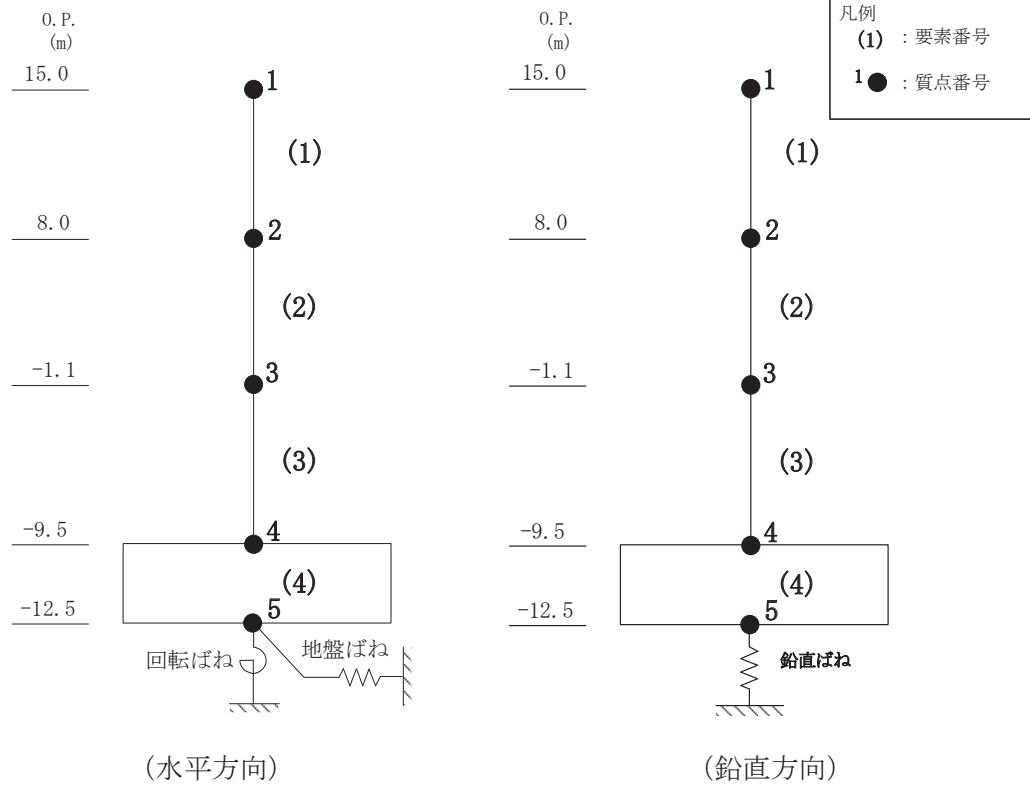 O.P.
(m)
15.0
8.0
-1.1
-9.5
-12.5
1
(1)
2
(2)
3
(3)
4
(4)
5
回転ばね
地盤ばね
(水平方向)
O.P.
(m)
15.0
8.0
-1.1
-9.5
-12.5
1
(1)
2
(2)
3
(3)
4
(4)
5
鉛直ばね
(鉛直方向)
凡例
(1) : 要素番号
1 : 質点番号